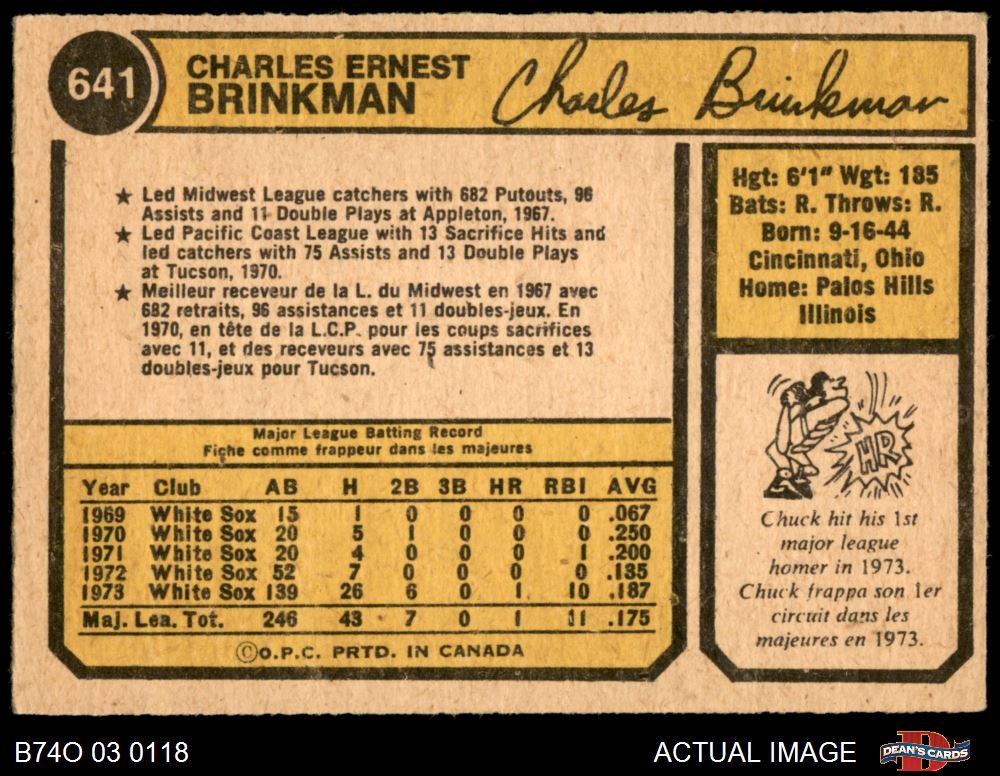 641
CHARLES ERNEST
BRINKMAN
Charles Brinkman
★ Led Midwest League catchers with 682 Putouts, 96
Assists and 11 Double Plays at Appleton, 1967.
★ Led Pacific Coast League with 13 Sacrifice Hits and
led catchers with 75 Assists and 13 Double Plays
at Tucson, 1970.
★ Meilleur receveur de la L. du Midwest en 1967 avec
682 retraits, 96 assistances et 11 doubles-jeux. En
1970, en tête de la L.C.P. pour les coups sacrifices
avec 11, et des receveurs avec 75 assistances et 13
doubles-jeux pour Tucson.
Hgt: 6'1" Wgt: 185
Bats: R. Throws: R.
Born: 9-16-44
Cincinnati, Ohio
Home: Palos Hills
Illinois
Major League Batting Record
Fiche comme frappeur dans les majeures
Year Club AB H 2B 3B HR RBI AVG
1969 White Sox 15 1 0 0 0 0 .067
1970 White Sox 20 5 1 0 0 0 .250
1971 White Sox 20 4 0 0 0 1 .200
1972 White Sox 52 7 0 0 0 0 .135
1973 White Sox 139 26 6 0 1 10 .187
Maj. Lea. Tot. 246 43 7 0 1 11 .175
©O.P.C. PRTD. IN CANADA
HR
Chuck hit his 1st
major league
homer in 1973.
Chuck frappa son 1er
circuit dans les
majeures en 1973.
B74O 03 0118
ACTUAL IMAGE
DEAN'S CARDS